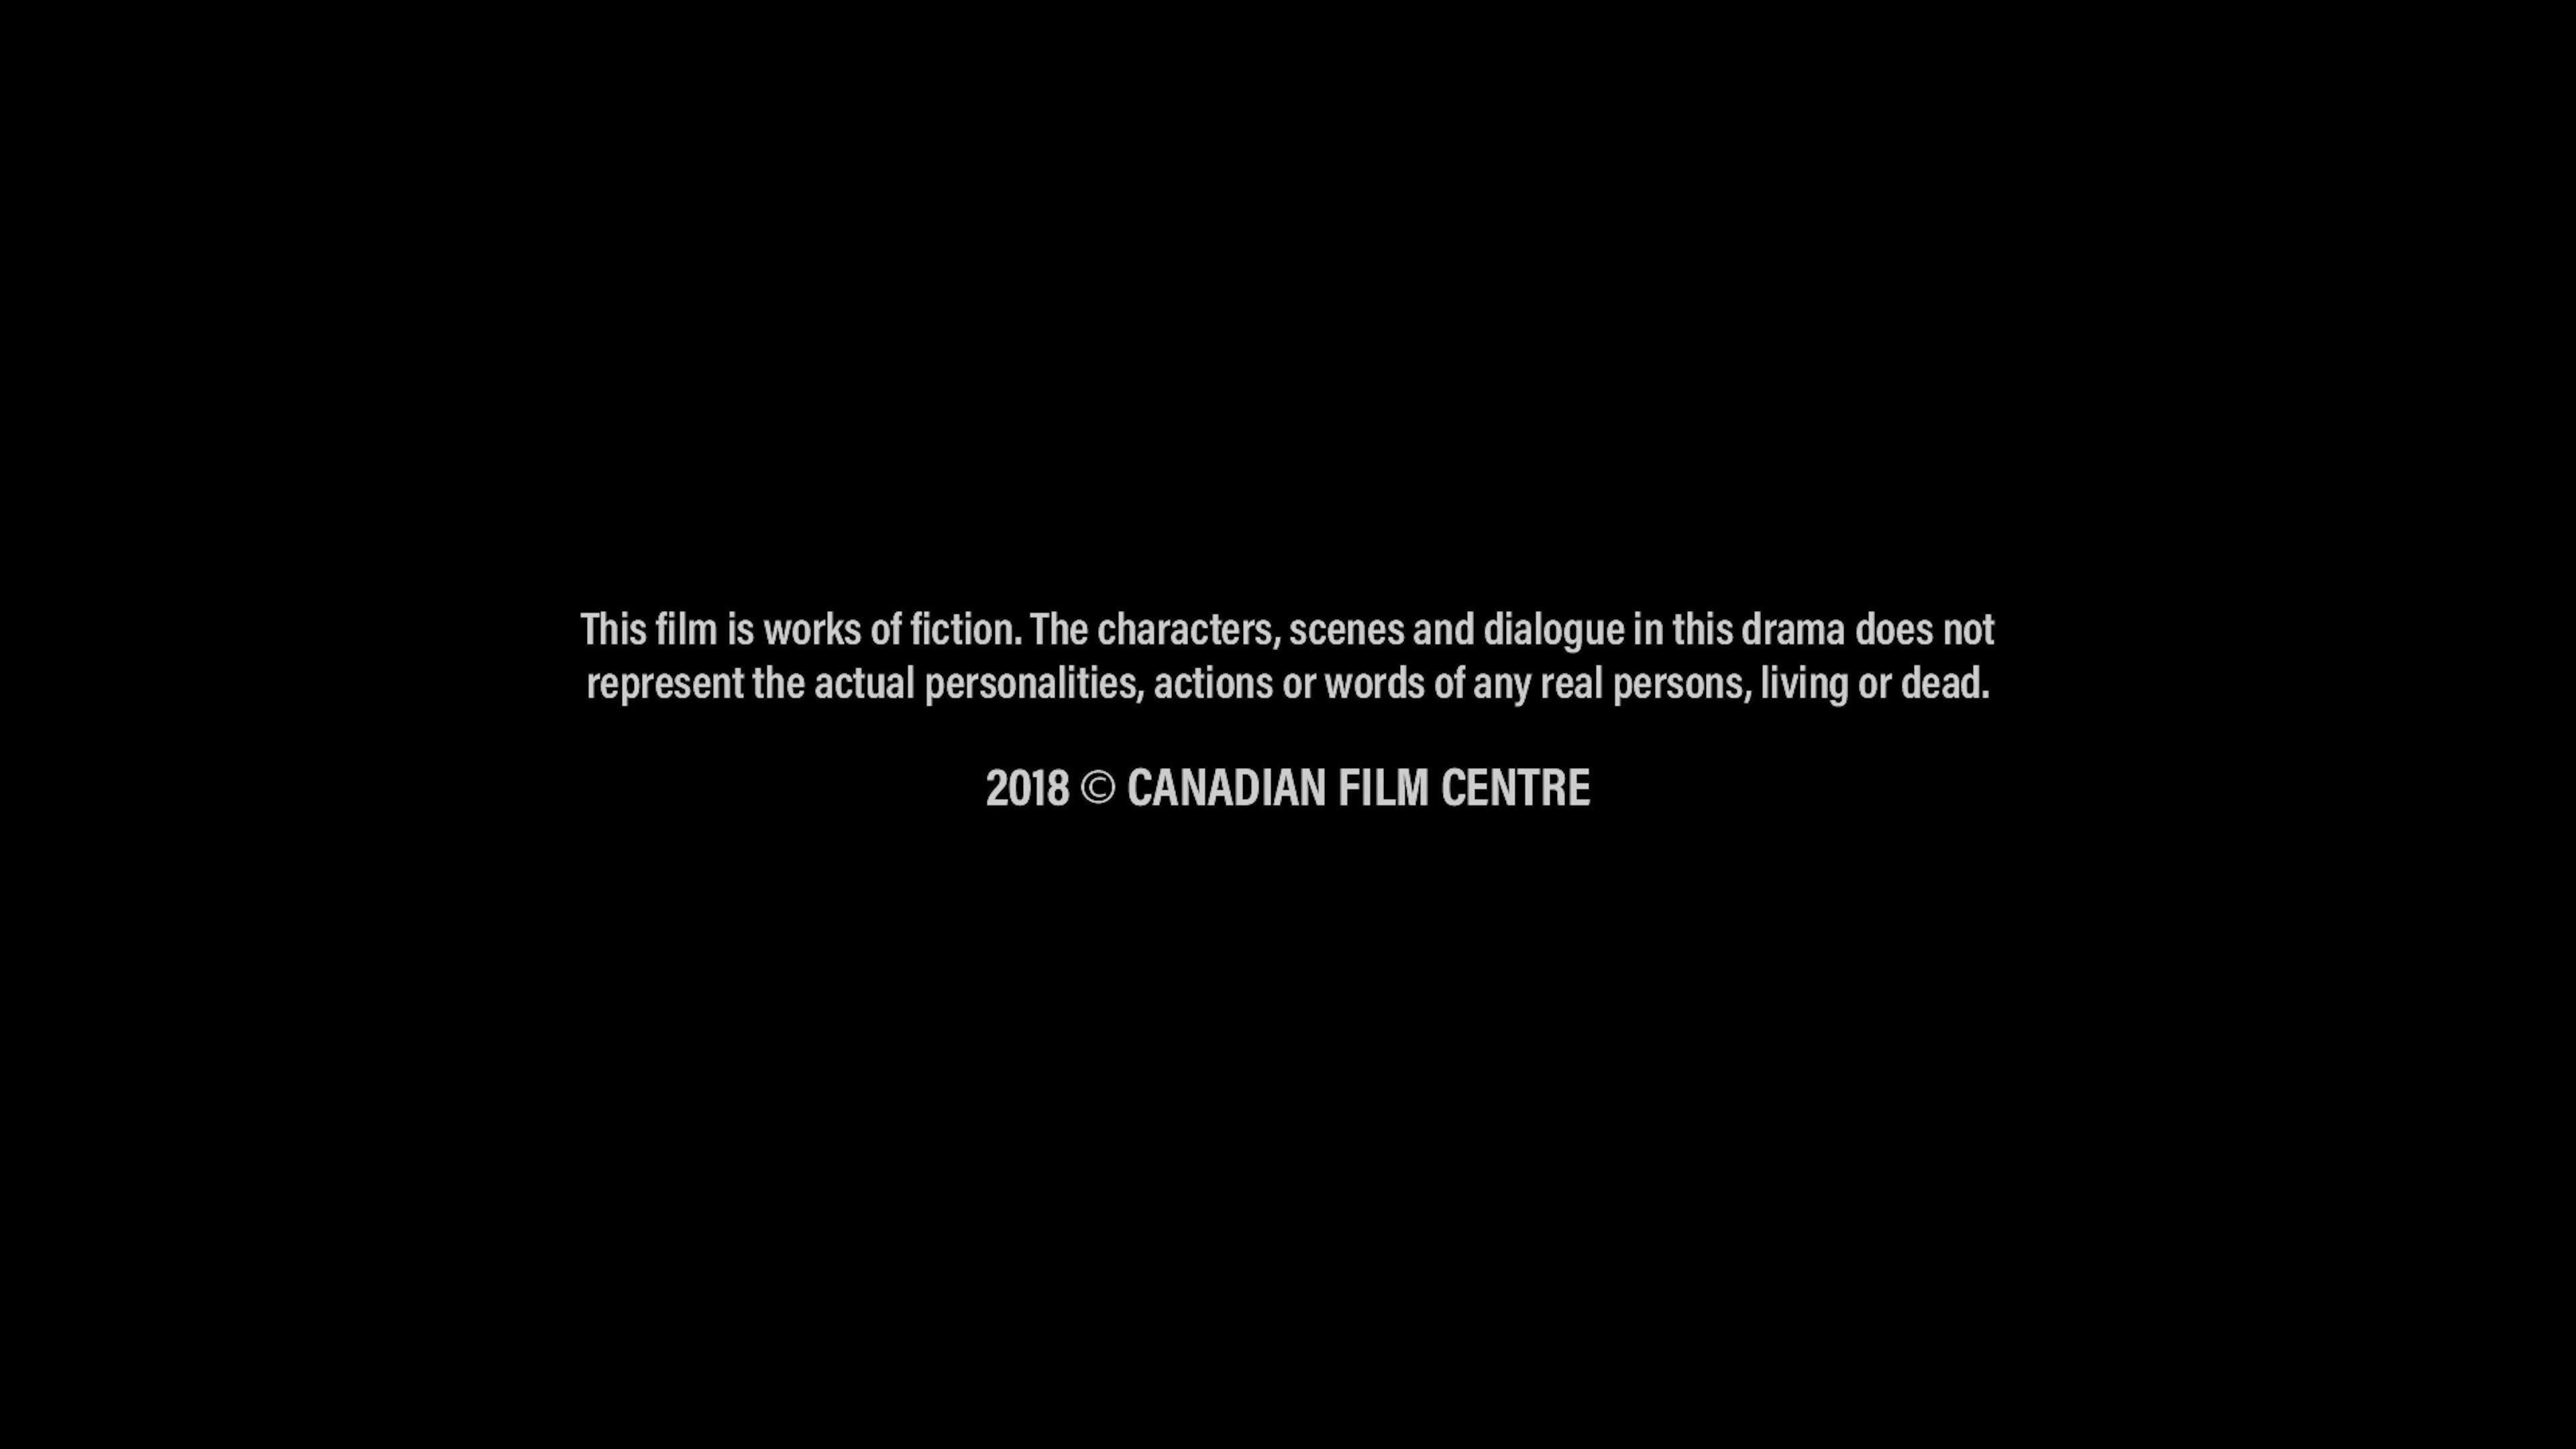 This film is works of fiction. The characters, scenes and dialogue in this drama does not
represent the actual personalities, actions or words of any real persons, living or dead.
2018 © CANADIAN FILM CENTRE